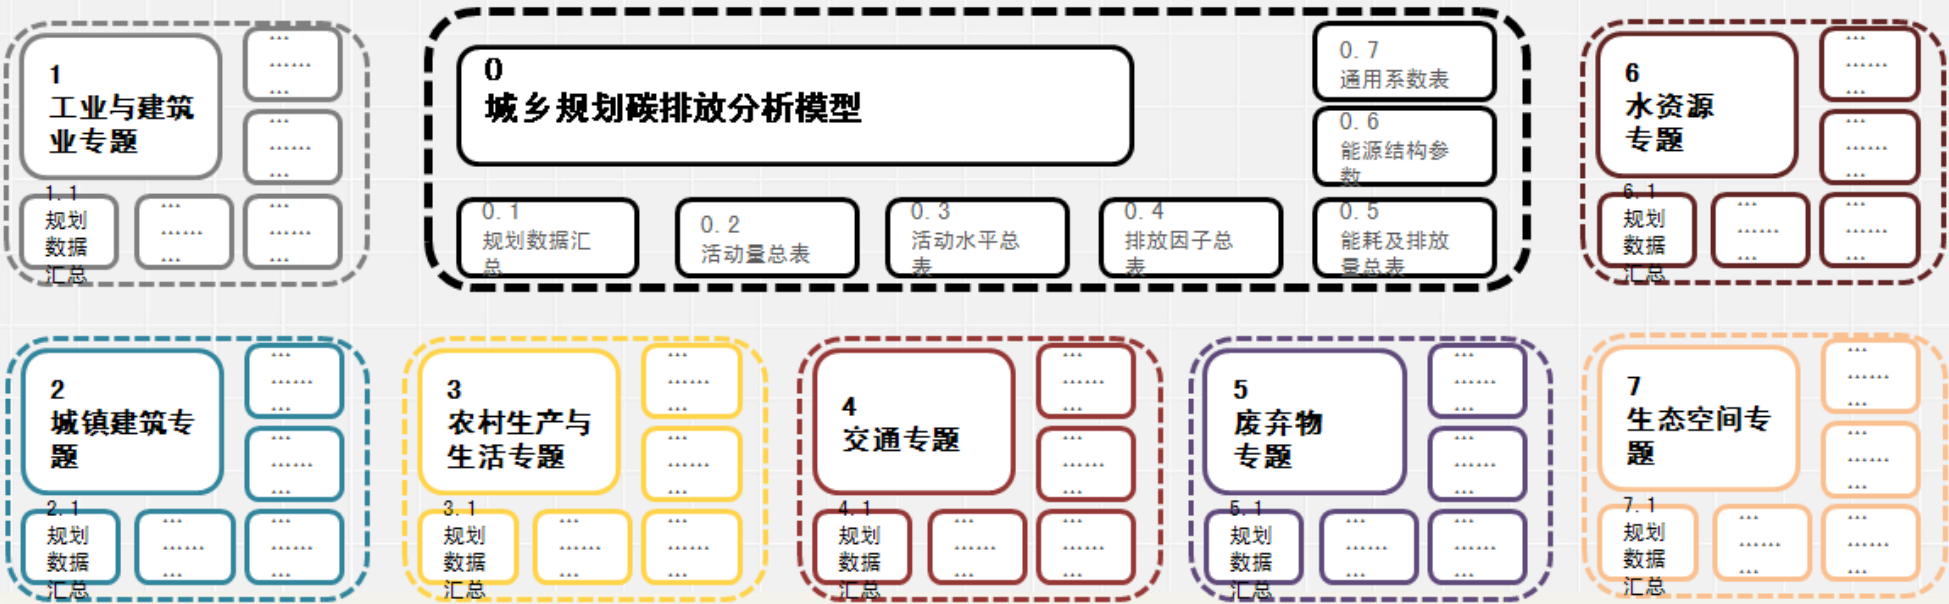 1
工业与建筑
业专题
...
......
...
...
......
...
1.1
规划
数据
汇总
...
......
...
...
......
...
0
城乡规划碳排放分析模型
0.7
通用系数表
0.6
能源结构参
数
0.1
规划数据汇
总
0.2
活动量总表
0.3
活动水平总
表
0.4
排放因子总
表
0.5
能耗及排放
量总表
6
水资源
专题
...
......
...
...
......
...
6.1
规划
数据
汇总
...
......
...
...
......
...
2
城镇建筑专
题
...
......
...
...
......
...
2.1
规划
数据
汇总
...
......
...
...
......
...
3
农村生产与
生活专题
...
......
...
...
......
...
3.1
规划
数据
汇总
...
......
...
...
......
...
4
交通专题
...
......
...
...
......
...
4.1
规划
数据
汇总
...
......
...
...
......
...
5
废弃物
专题
...
......
...
...
......
...
5.1
规划
数据
汇总
...
......
...
...
......
...
7
生态空间专
题
...
......
...
...
......
...
7.1
规划
数据
汇总
...
......
...
...
......
...